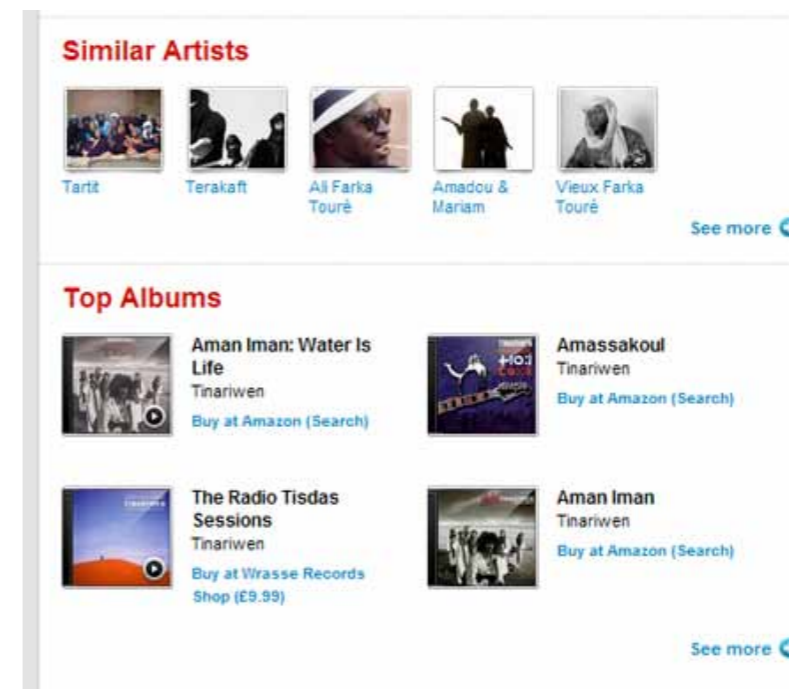 Similar Artists
Tartit
Terakaft
Ali Farka
Touré
Amadou &
Mariam
Vieux Farka
Touré
See more
Top Albums
Aman Iman: Water Is
Life
Tinariwen
Buy at Amazon (Search)
Amassakoul
Tinariwen
Buy at Amazon (Search)
The Radio Tisdas
Sessions
Tinariwen
Buy at Wrasse Records
Shop (£9.99)
Aman Iman
Tinariwen
Buy at Amazon (Search)
See more